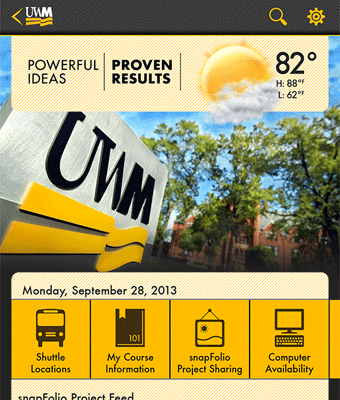 UWM
POWERFUL IDEAS
PROVEN RESULTS
82°
H: 88°F
L: 62°F
UWM
Monday, September 28, 2013
101
Shuttle Locations
My Course Information
snapFolio Project Sharing
Computer Availability
snapFolio Project Feed